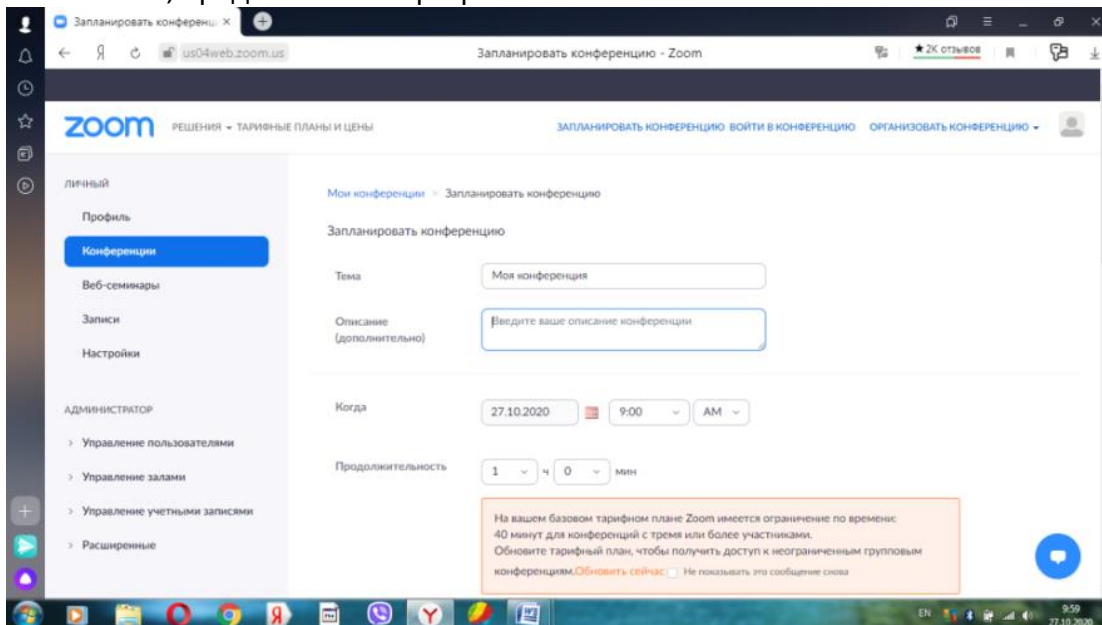 Запланировать конференц
us04web.zoom.us
Запланировать конференцию - Zoom
★ 2K отзывов
zoom
РЕШЕНИЯ
ТАРИФНЫЕ ПЛАНЫ И ЦЕНЫ
ЗАПЛАНИРОВАТЬ КОНФЕРЕНЦИЮ
ВОЙТИ В КОНФЕРЕНЦИЮ
ОРГАНИЗОВАТЬ КОНФЕРЕНЦИЮ
ЛИЧНЫЙ
Профиль
Конференции
Веб-семинары
Записи
Настройки
АДМИНИСТРАТОР
> Управление пользователями
> Управление залами
> Управление учетными записями
> Расширенные
Мои конференции > Запланировать конференцию
Запланировать конференцию
Тема
Моя конференция
Описание
(дополнительно)
Введите ваше описание конференции
Когда
27.10.2020
9:00
AM
Продолжительность
1 ч 0 мин
На вашем базовом тарифном плане Zoom имеется ограничение по времени:
40 минут для конференций с тремя или более участниками.
Обновите тарифный план, чтобы получить доступ к неограниченным групповым
конференциям.Обновить сейчас Не показывать это сообщение снова
EN
9:59
27.10.2020